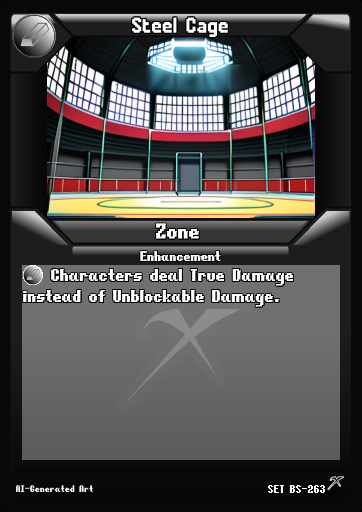 Steel Cage
Zone
Enhancement
Characters deal True Damage
instead of Unblockable Damage.
AI-Generated Art
SET BS-263